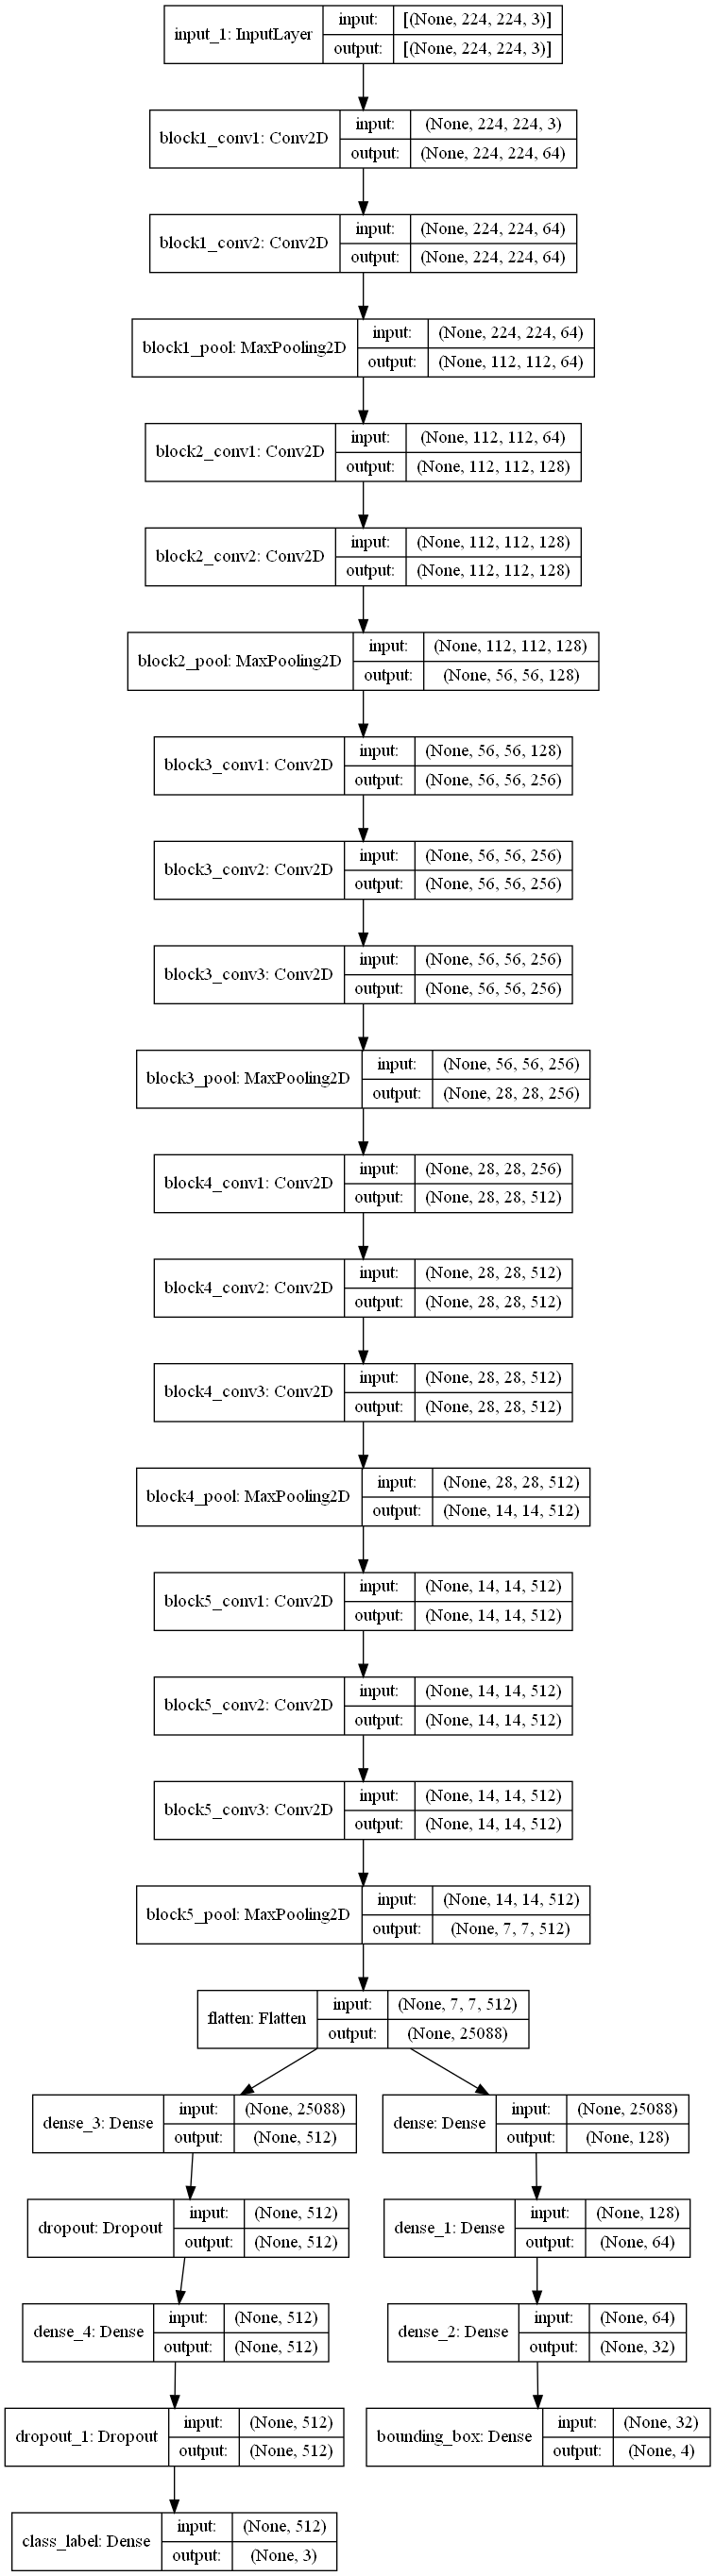 input_1: InputLayer
input: [(None, 224, 224, 3)]
output: [(None, 224, 224, 3)]
block1_conv1: Conv2D
input: (None, 224, 224, 3)
output: (None, 224, 224, 64)
block1_conv2: Conv2D
input: (None, 224, 224, 64)
output: (None, 224, 224, 64)
block1_pool: MaxPooling2D
input: (None, 224, 224, 64)
output: (None, 112, 112, 64)
block2_conv1: Conv2D
input: (None, 112, 112, 64)
output: (None, 112, 112, 128)
block2_conv2: Conv2D
input: (None, 112, 112, 128)
output: (None, 112, 112, 128)
block2_pool: MaxPooling2D
input: (None, 112, 112, 128)
output: (None, 56, 56, 128)
block3_conv1: Conv2D
input: (None, 56, 56, 128)
output: (None, 56, 56, 256)
block3_conv2: Conv2D
input: (None, 56, 56, 256)
output: (None, 56, 56, 256)
block3_conv3: Conv2D
input: (None, 56, 56, 256)
output: (None, 56, 56, 256)
block3_pool: MaxPooling2D
input: (None, 56, 56, 256)
output: (None, 28, 28, 256)
block4_conv1: Conv2D
input: (None, 28, 28, 256)
output: (None, 28, 28, 512)
block4_conv2: Conv2D
input: (None, 28, 28, 512)
output: (None, 28, 28, 512)
block4_conv3: Conv2D
input: (None, 28, 28, 512)
output: (None, 28, 28, 512)
block4_pool: MaxPooling2D
input: (None, 28, 28, 512)
output: (None, 14, 14, 512)
block5_conv1: Conv2D
input: (None, 14, 14, 512)
output: (None, 14, 14, 512)
block5_conv2: Conv2D
input: (None, 14, 14, 512)
output: (None, 14, 14, 512)
block5_conv3: Conv2D
input: (None, 14, 14, 512)
output: (None, 14, 14, 512)
block5_pool: MaxPooling2D
input: (None, 14, 14, 512)
output: (None, 7, 7, 512)
flatten: Flatten
input: (None, 7, 7, 512)
output: (None, 25088)
dense_3: Dense
input: (None, 25088)
output: (None, 512)
dense: Dense
input: (None, 25088)
output: (None, 128)
dropout: Dropout
input: (None, 512)
output: (None, 512)
dense_1: Dense
input: (None, 128)
output: (None, 64)
dense_4: Dense
input: (None, 512)
output: (None, 512)
dense_2: Dense
input: (None, 64)
output: (None, 32)
dropout_1: Dropout
input: (None, 512)
output: (None, 512)
bounding_box: Dense
input: (None, 32)
output: (None, 4)
class_label: Dense
input: (None, 512)
output: (None, 3)